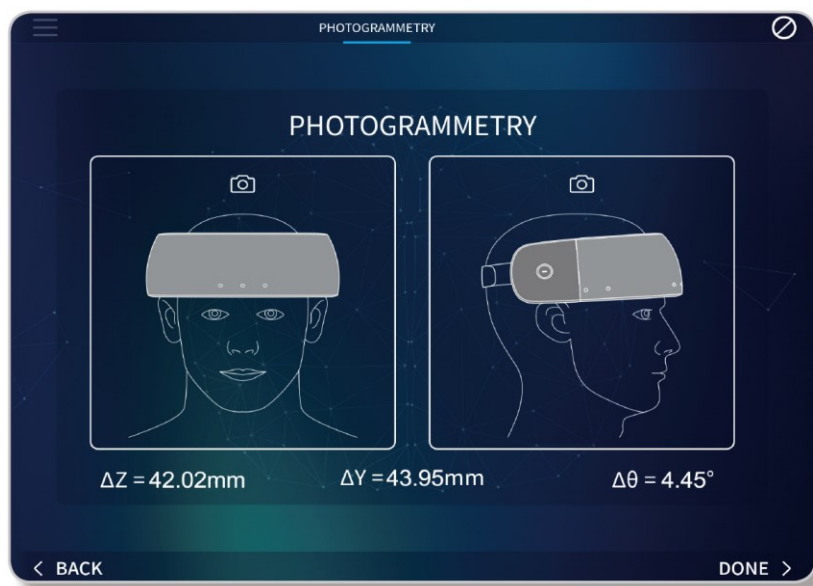 PHOTOGRAMMETRY
PHOTOGRAMMETRY
ΔZ = 42.02mm
ΔY = 43.95mm
Δθ = 4.45°
< BACK
DONE >